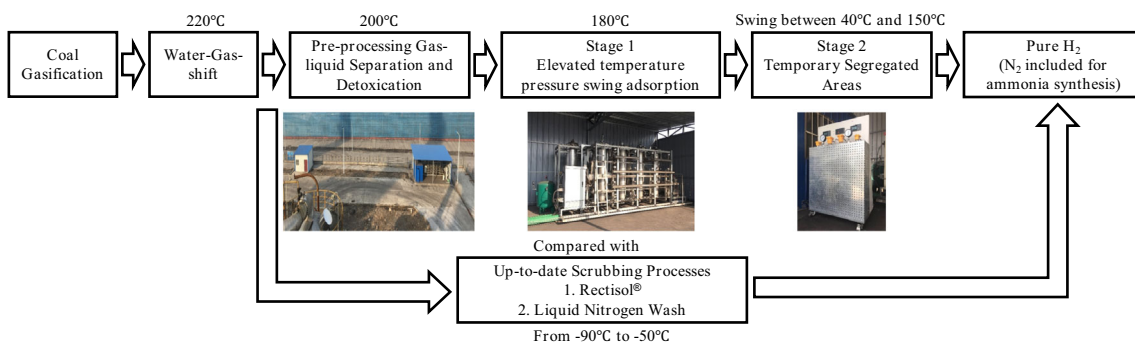 220℃
200℃
180℃
Swing between 40℃ and 150℃
Coal
Gasification
Water-Gas-
shift
Pre-processing Gas-
liquid Separation and
Detoxication
Stage 1
Elevated temperature
pressure swing adsorption
Stage 2
Temporary Segregated
Areas
Pure H₂
(N₂ included for
ammonia synthesis)
Compared with
Up-to-date Scrubbing Processes
1. Rectisol®
2. Liquid Nitrogen Wash
From -90℃ to -50℃